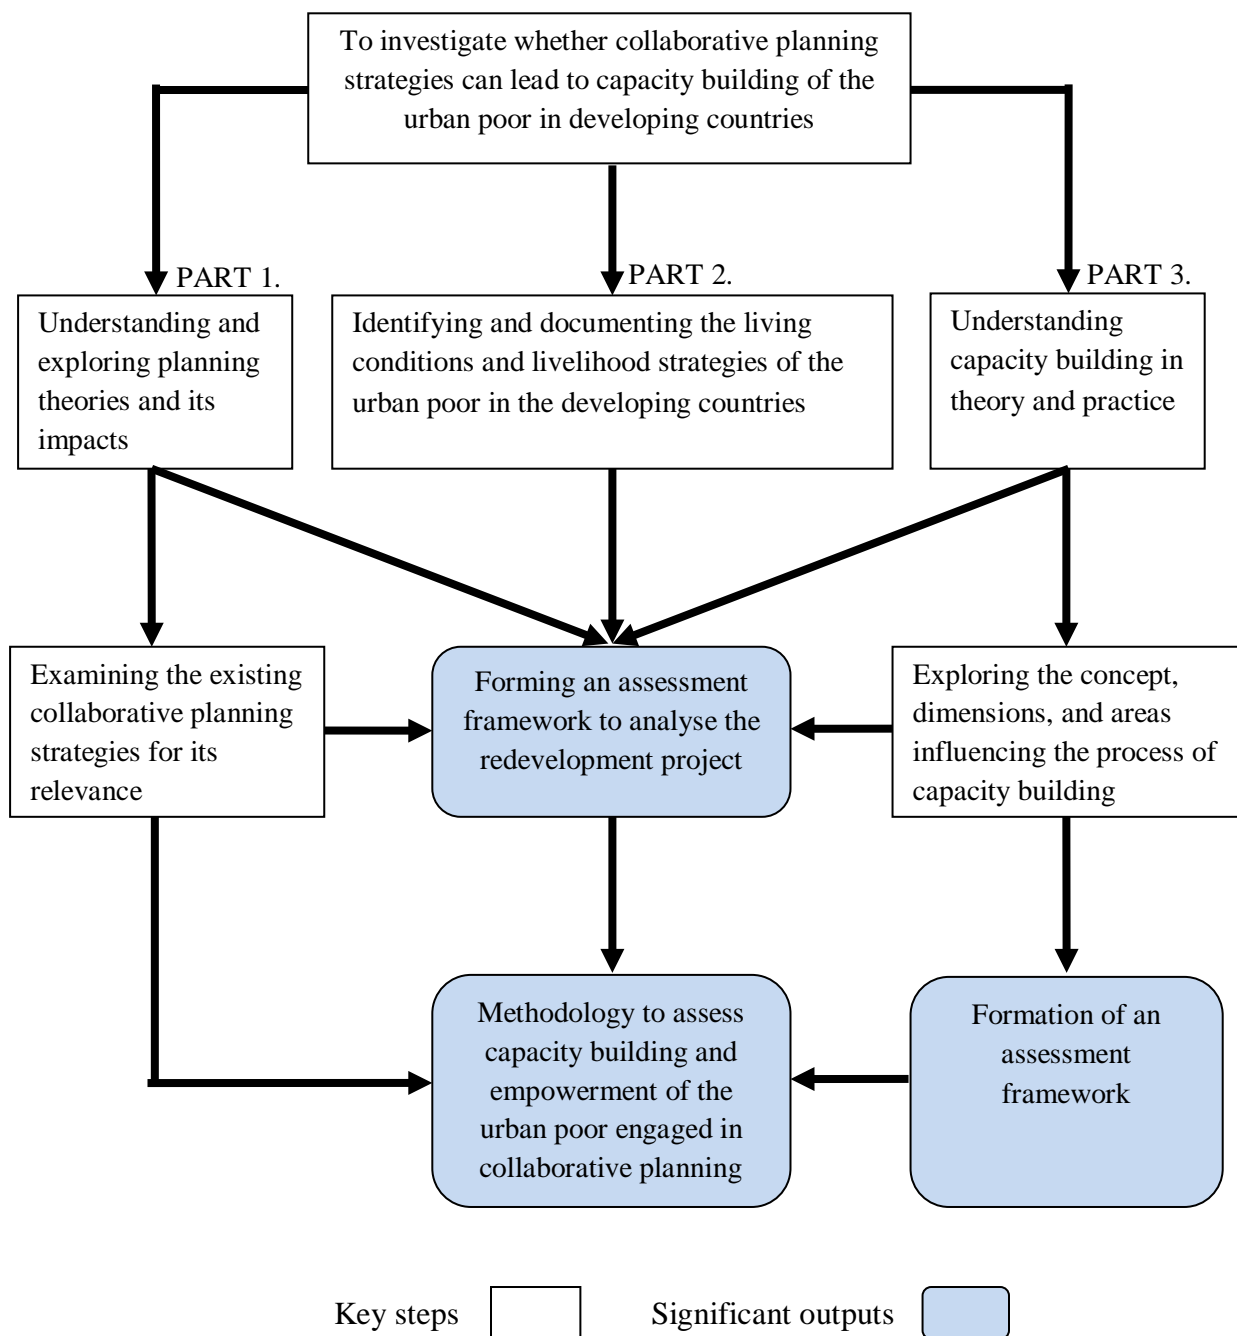 To investigate whether collaborative planning
strategies can lead to capacity building of the
urban poor in developing countries
PART 1.
PART 2.
PART 3.
Understanding and
exploring planning
theories and its
impacts
Identifying and documenting the living
conditions and livelihood strategies of the
urban poor in the developing countries
Understanding
capacity building in
theory and practice
Examining the existing
collaborative planning
strategies for its
relevance
Forming an assessment
framework to analyse the
redevelopment project
Exploring the concept,
dimensions, and areas
influencing the process of
capacity building
Methodology to assess
capacity building and
empowerment of the
urban poor engaged in
collaborative planning
Formation of an
assessment
framework
Key steps
Significant outputs